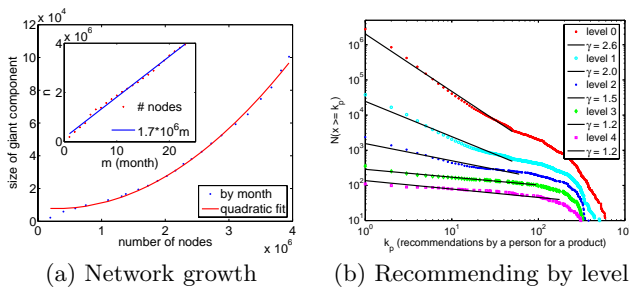 12 x 10^4
10
8
6
4
2
0
size of giant component
0 1 2 3 4
x 10^6
number of nodes
4 x 10^6
2
0
n
0 10 20
m (month)
# nodes
1.7*10^6m
by month
quadratic fit
(a) Network growth
10^6
10^5
10^4
10^3
10^2
10^1
N(x >= k_p)
10^0 10^1 10^2 10
k_p (recommendations by a person for a product)
level 0
γ = 2.6
level 1
γ = 2.0
level 2
γ = 1.5
level 3
γ = 1.2
level 4
γ = 1.2
(b) Recommending by level